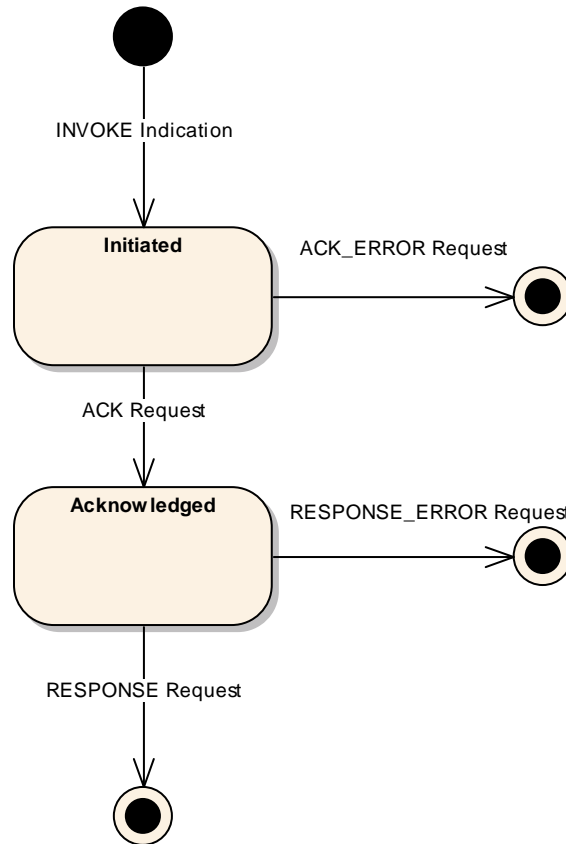 INVOKE Indication
Initiated
ACK_ERROR Request
ACK Request
Acknowledged
RESPONSE_ERROR Request
RESPONSE Request